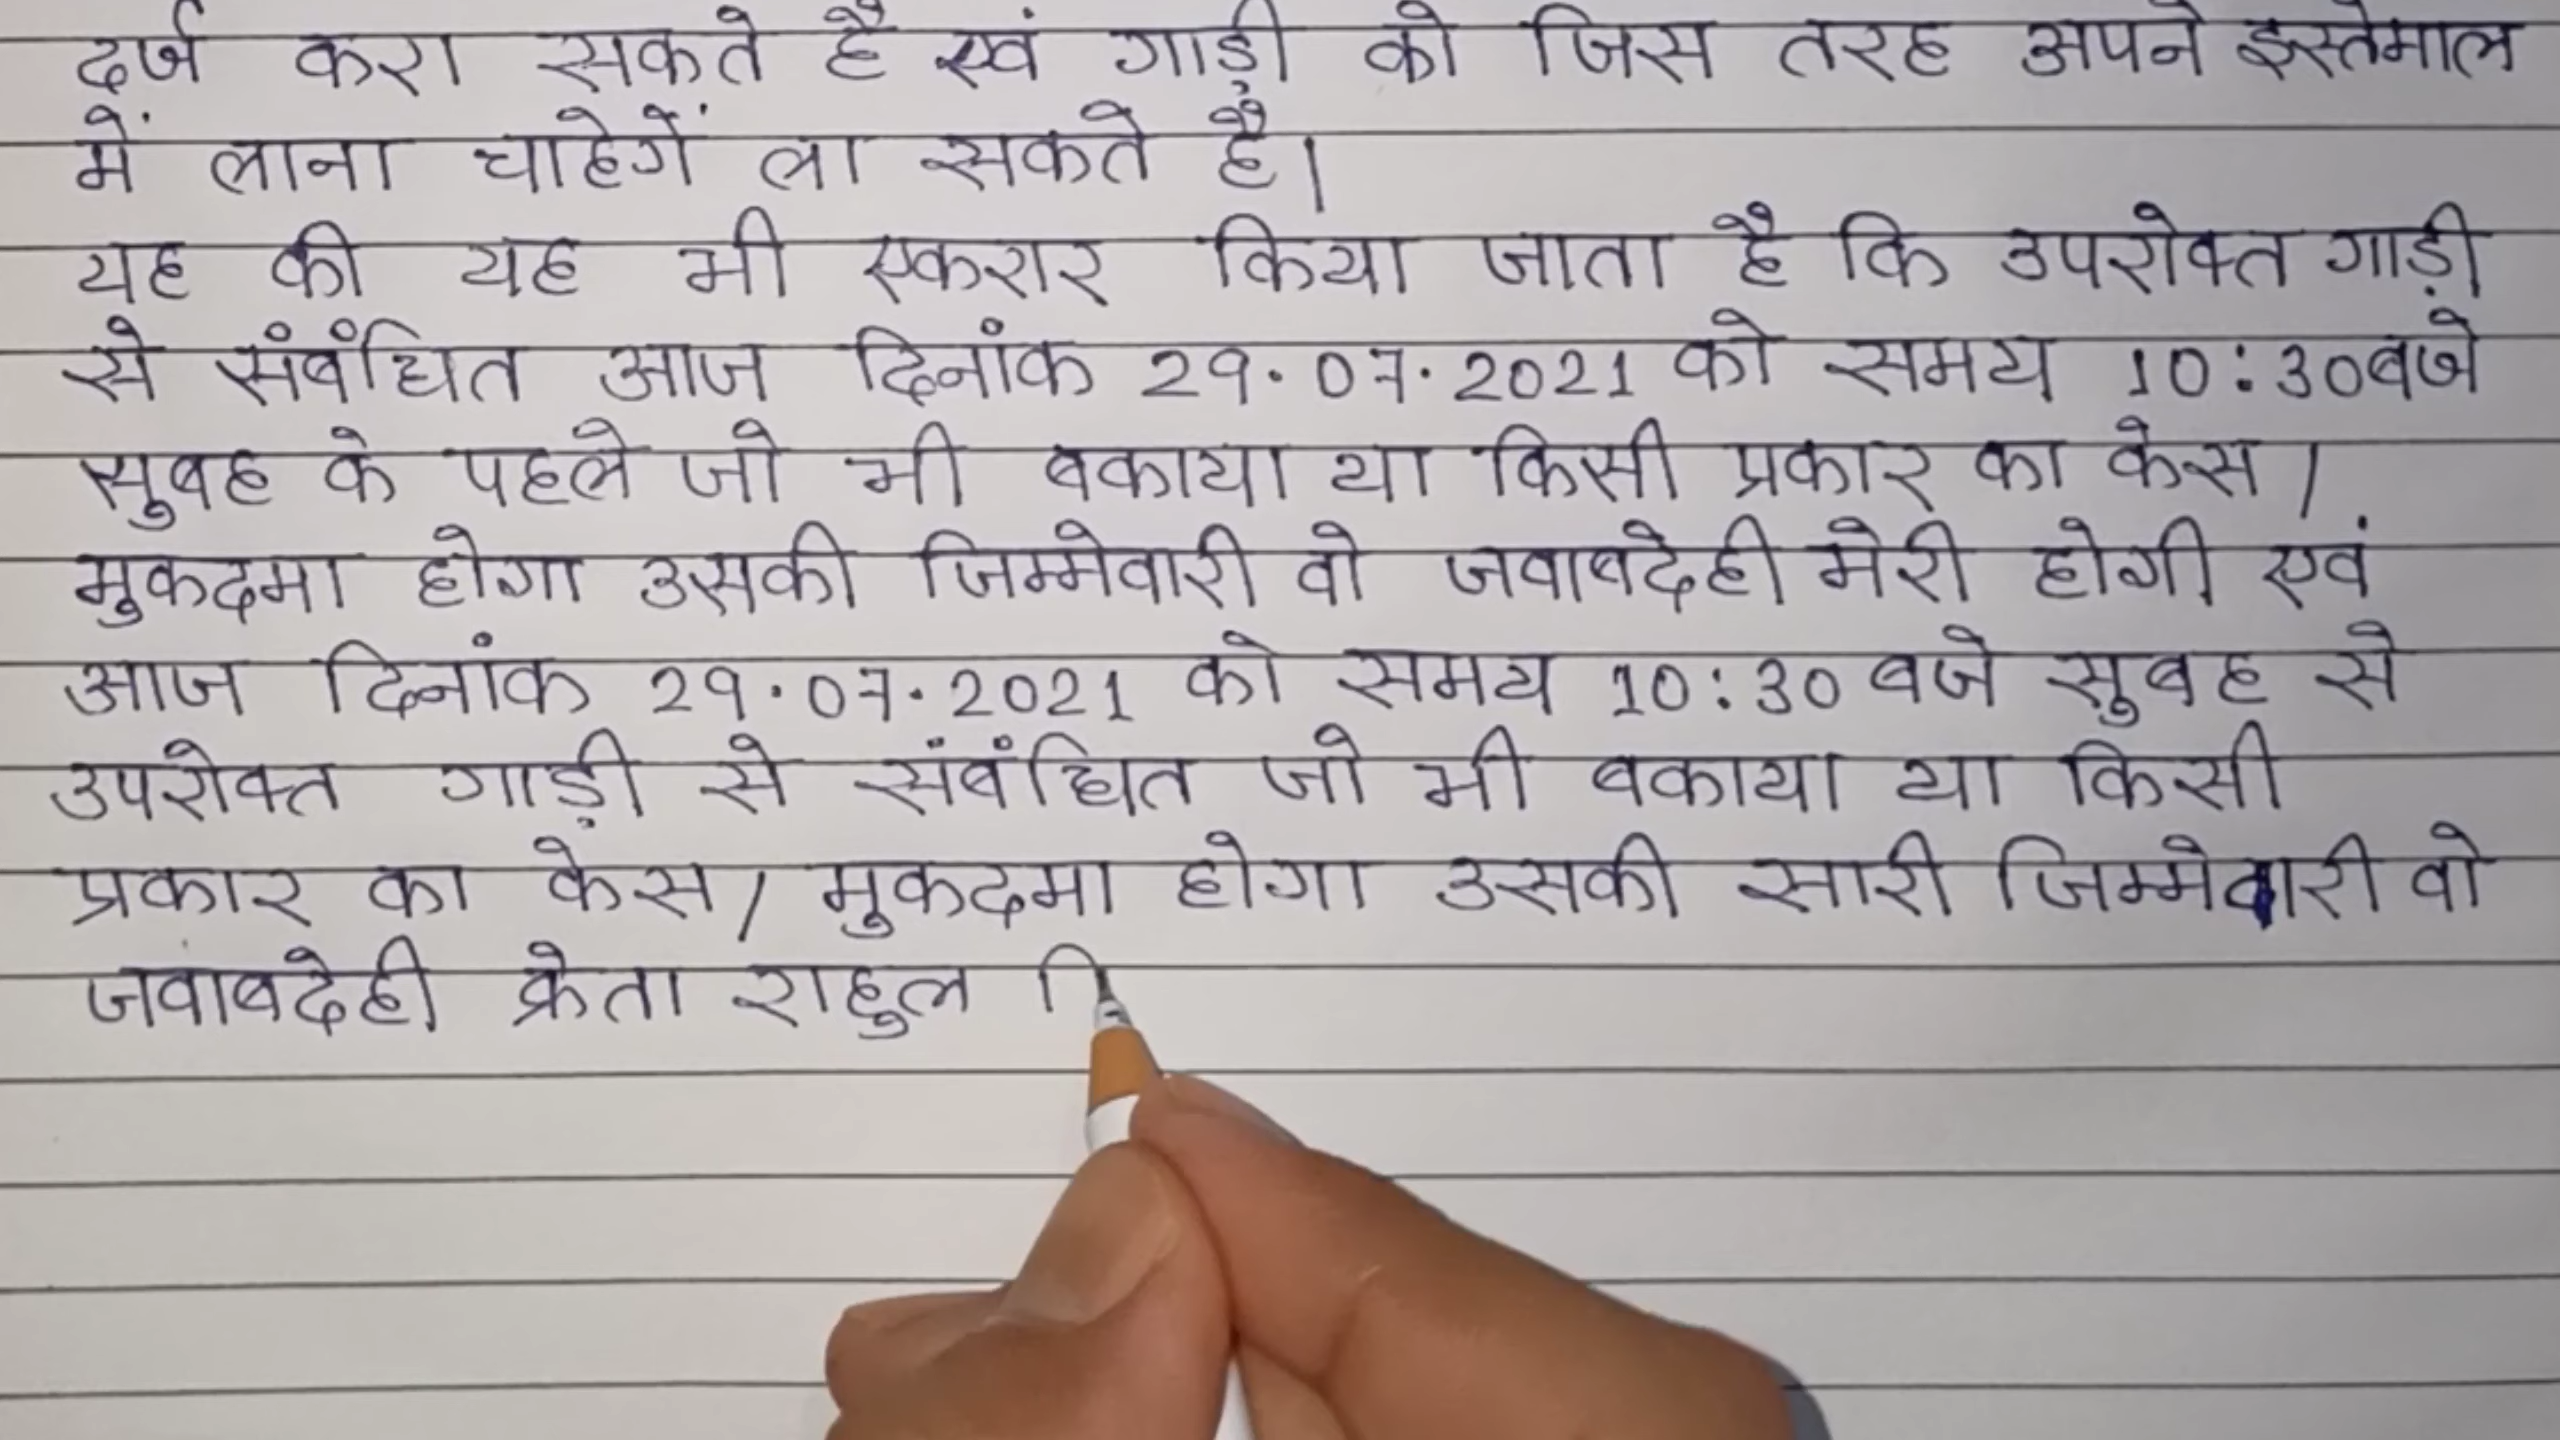 दर्ज करा सकते है एवं गाड़ी को जिस तरह अपने इस्तेमाल
में लाना चाहेगें ला सकते है।
यह की यह भी एकरार किया जाता है कि उपरोक्त गाड़ी
से संबंधित आज दिनांक 29.07.2021 को समय 10:30बजे
सुबह के पहले जो भी बकाया या किसी प्रकार का केस/
मुकदमा होगा उसकी जिम्मेवारी वो जवाबदेही मेरी होगी एवं
आज दिनांक 29.07.2021 को समय 10:30 बजे सुबह से
उपरोक्त गाड़ी से संबंधित जो भी बकाया या किसी
प्रकार का केस/ मुकदमा होगा उसकी सारी जिम्मेवारी वो
जवाबदेही क्रेता राहुल